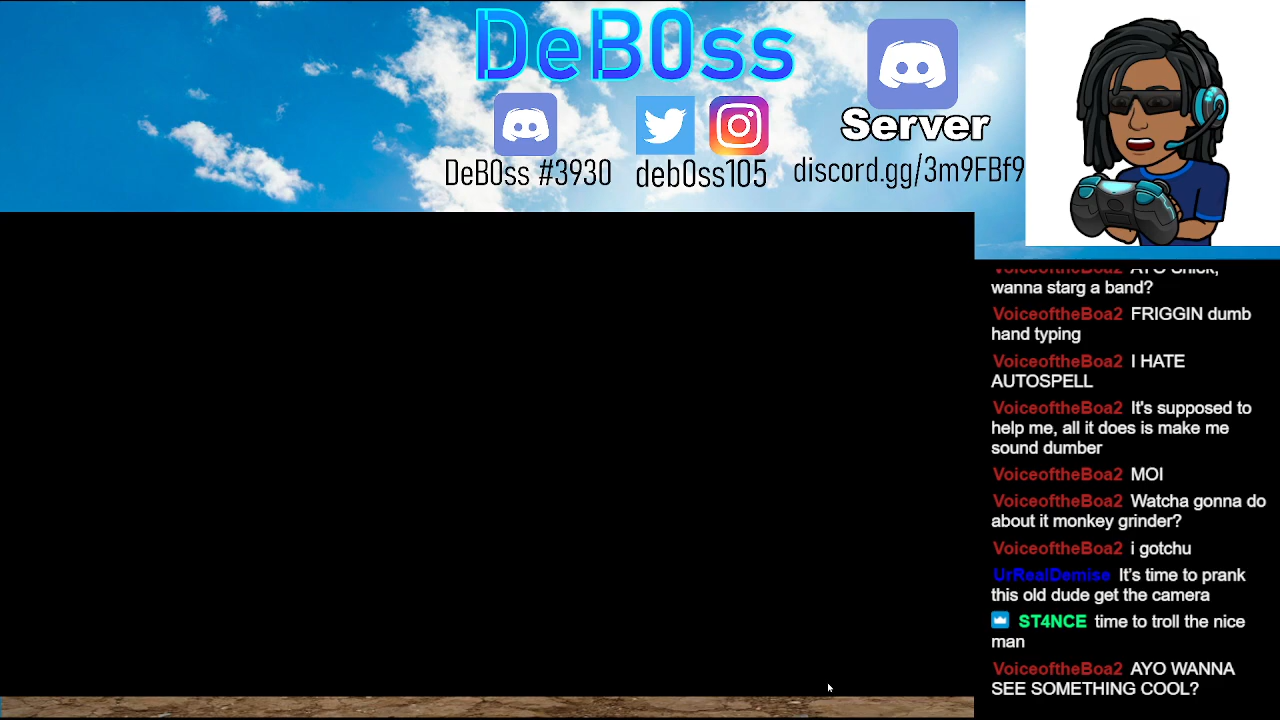 DeB0ss
Server
DeB0ss #3930
deb0ss105
discord.gg/3m9FBf9
VoiceoftheBoa2 AYO
wanna starg a band?
VoiceoftheBoa2 FRIGGIN dumb
hand typing
VoiceoftheBoa2 I HATE
AUTOSPELL
VoiceoftheBoa2 It's supposed to
help me, all it does is make me
sound dumber
VoiceoftheBoa2 MOI
VoiceoftheBoa2 Watcha gonna do
about it monkey grinder?
VoiceoftheBoa2 i gotchu
UrRealDemise It's time to prank
this old dude get the camera
ST4NCE time to troll the nice
man
VoiceoftheBoa2 AYO WANNA
SEE SOMETHING COOL?